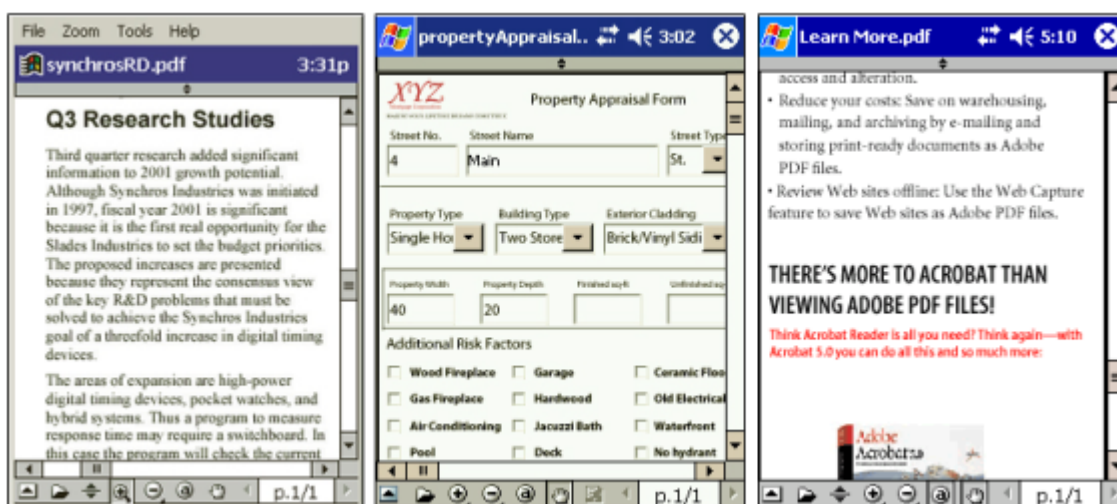 File Zoom Tools Help
synchrosRD.pdf 3:31p
Q3 Research Studies
Third quarter research added significant
information to 2001 growth potential.
Although Synchros Industries was initiated
in 1997, fiscal year 2001 is significant
because it is the first real opportunity for the
Slades Industries to set the budget priorities.
The proposed increases are presented
because they represent the consensus view
of the key R&D problems that must be
solved to achieve the Synchros Industries
goal of a threefold increase in digital timing
devices.
The areas of expansion are high-power
digital timing devices, pocket watches, and
hybrid systems. Thus a program to measure
response time may require a switchboard. In
this case the program will check the current
p.1/1
propertyAppraisal.. 3:02
XYZ
Property Appraisal Form
Street No. Street Name Street Typ
4 Main St.
Property Type Building Type Exterior Cladding
Single Hou Two Store Brick/Vinyl Sidi
Property Width Property Depth Finished sq-ft Unfinished sq-
40 20
Additional Risk Factors
Wood Fireplace Garage Ceramic Floo
Gas Fireplace Hardwood Old Electrical
Air Conditioning Jacuzzi Bath Waterfront
Pool Deck No hydrant
p.1/1
Learn More.pdf 5:10
access and alteration.
• Reduce your costs: Save on warehousing,
mailing, and archiving by e-mailing and
storing print-ready documents as Adobe
PDF files.
• Review Web sites offline: Use the Web Capture
feature to save Web sites as Adobe PDF files.
THERE'S MORE TO ACROBAT THAN
VIEWING ADOBE PDF FILES!
Think Acrobat Reader is all you need? Think again—with
Acrobat 5.0 you can do all this and so much more:
Adobe
Acrobat 5.0
p.1/1